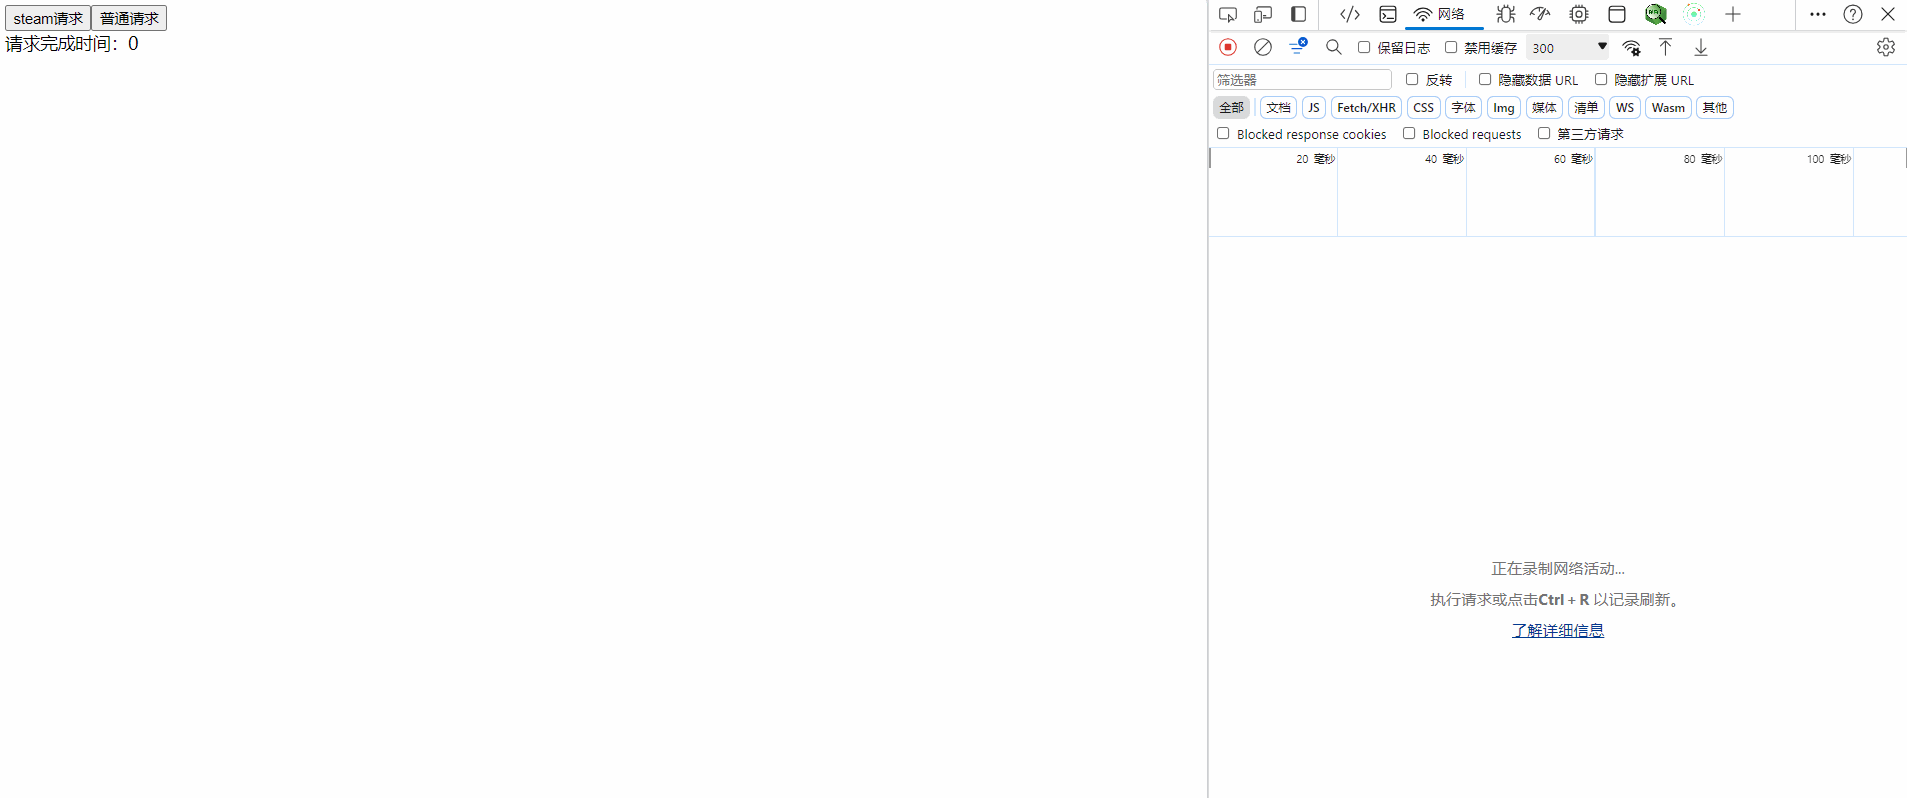 steam请求 普通请求
请求完成时间：0
网络
保留日志 禁用缓存 300
筛选器 反转 隐藏数据 URL 隐藏扩展 URL
全部 文档 JS Fetch/XHR CSS 字体 Img 媒体 清单 WS Wasm 其他
Blocked response cookies Blocked requests 第三方请求
20 毫秒 40 毫秒 60 毫秒 80 毫秒 100 毫秒
正在录制网络活动...
执行请求或点击Ctrl + R 以记录刷新。
了解详细信息